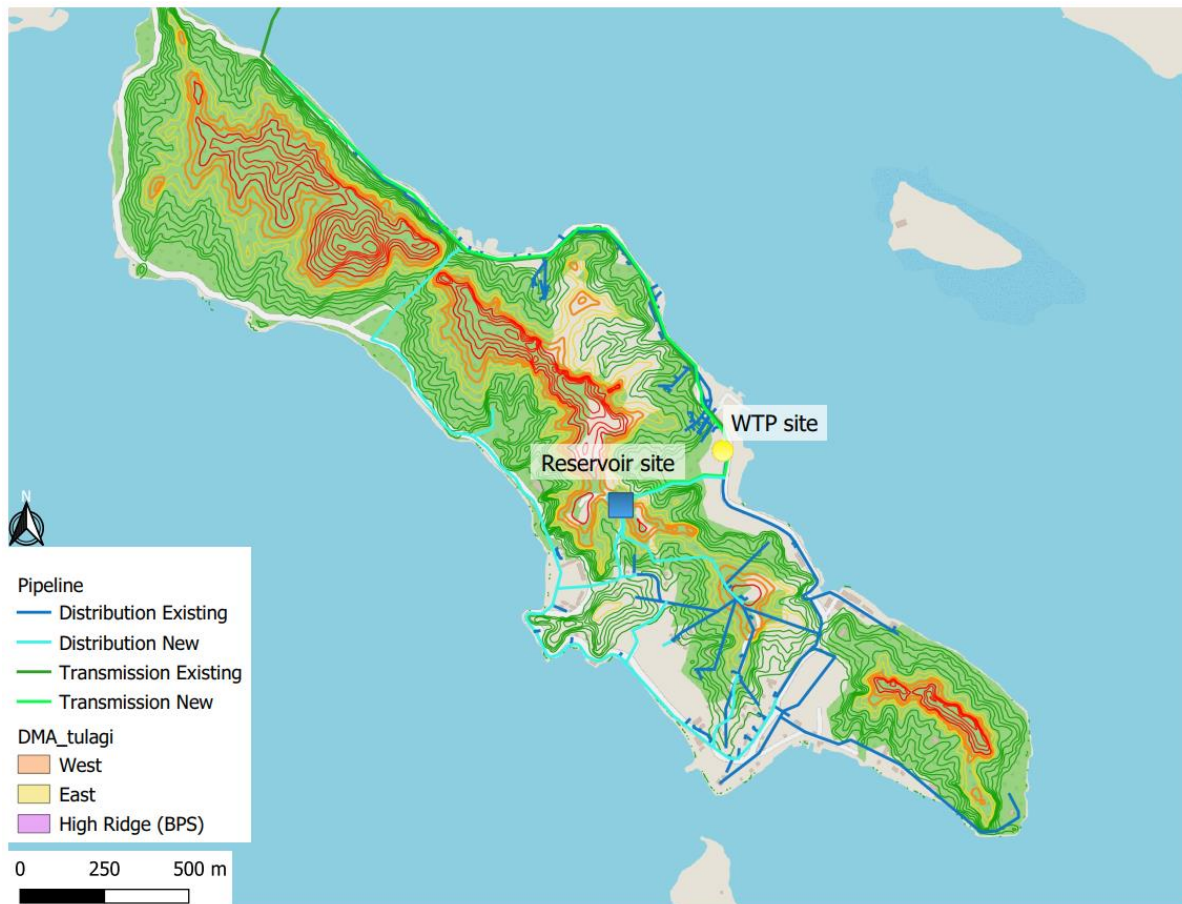 WTP site
Reservoir site
N
Pipeline
Distribution Existing
Distribution New
Transmission Existing
Transmission New
DMA_tulagi
West
East
High Ridge (BPS)
0 250 500 m